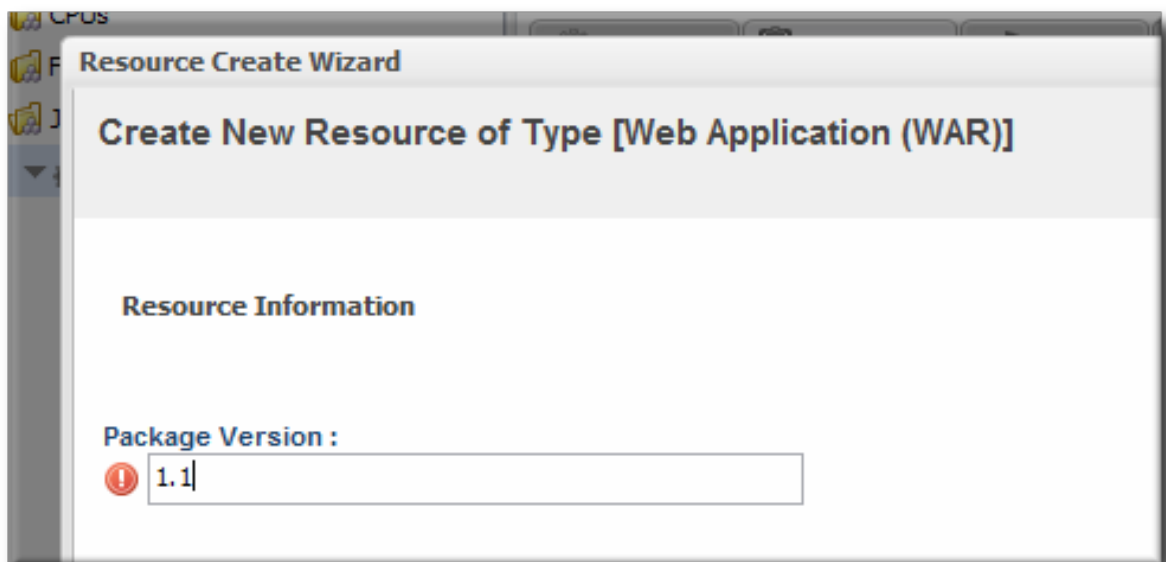 CPUs
F
J
Resource Create Wizard
Create New Resource of Type [Web Application (WAR)]
Resource Information
Package Version :
1.1